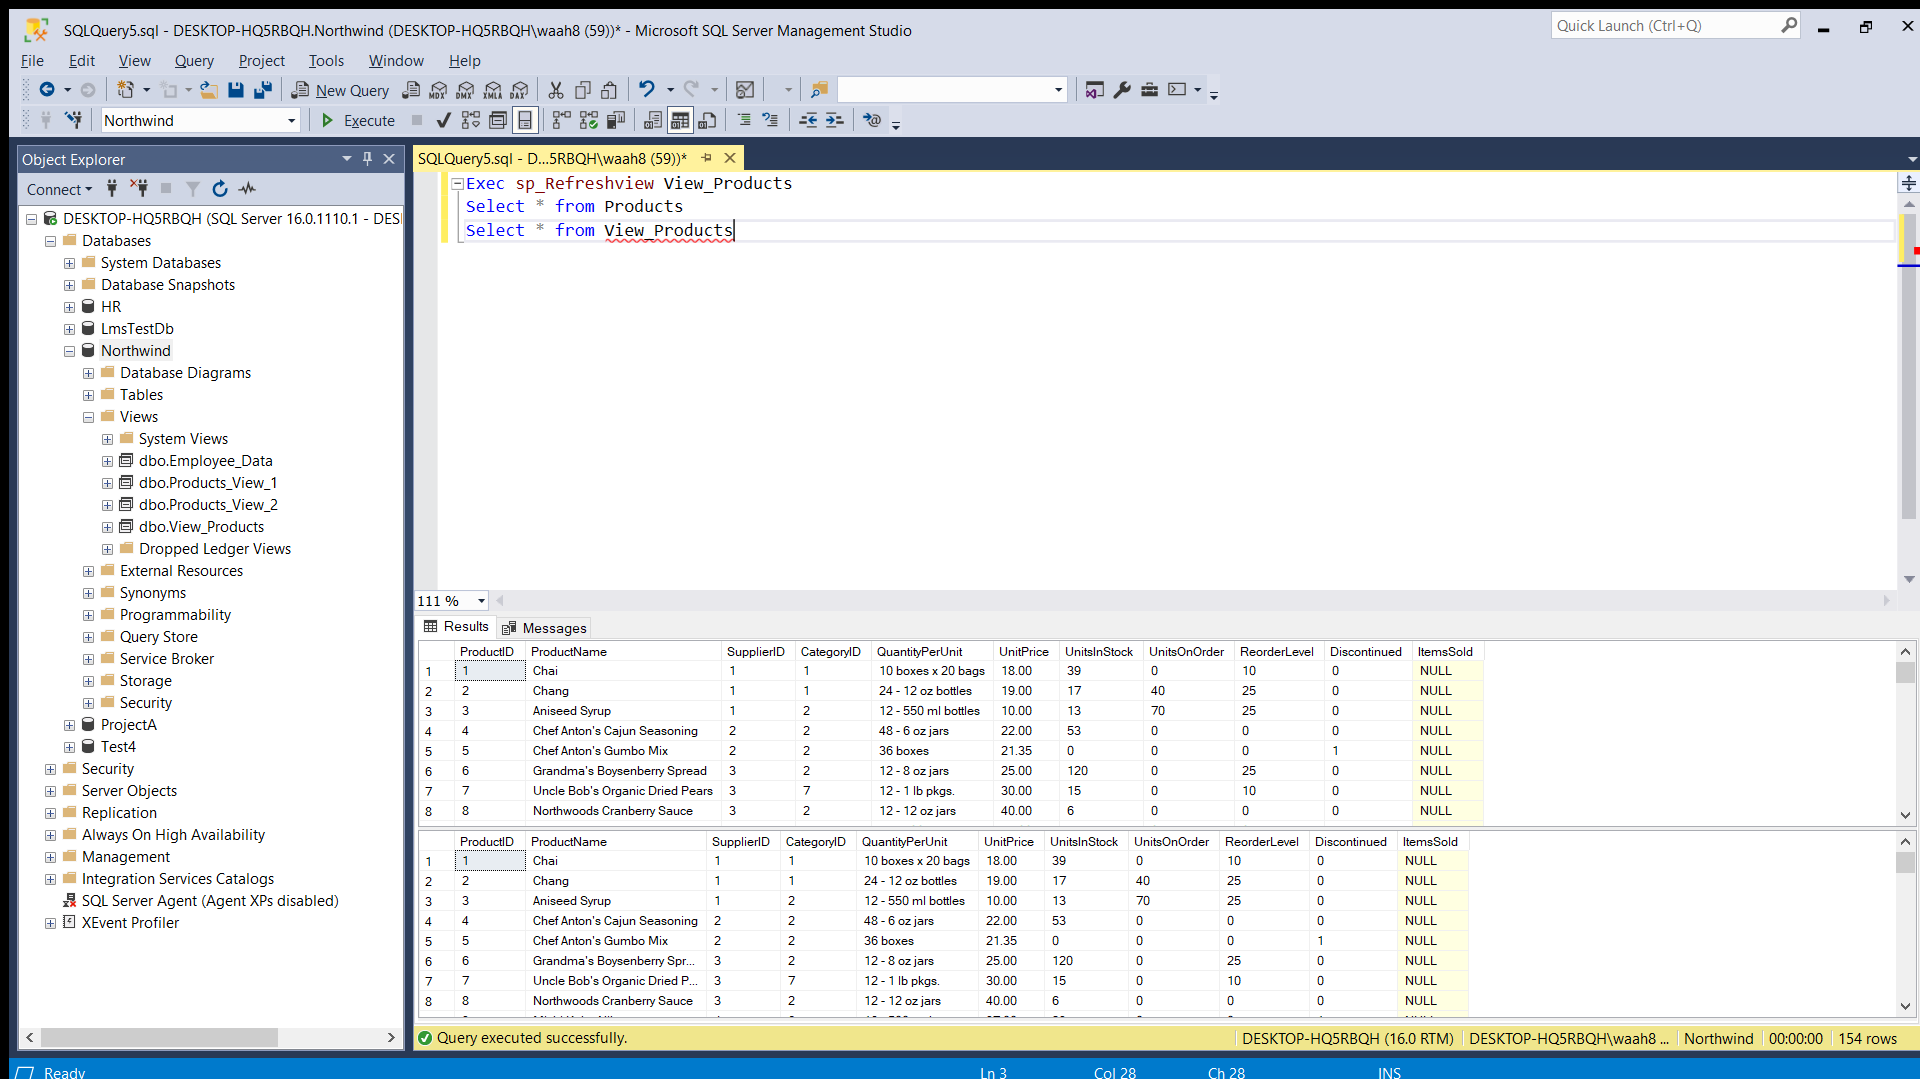 SQLQuery5.sql - DESKTOP-HQ5RBQH.Northwind (DESKTOP-HQ5RBQH\waah8 (59))* - Microsoft SQL Server Management Studio
Quick Launch (Ctrl+Q)
File Edit View Query Project Tools Window Help
New Query MDX DMX XMLA DAX
Northwind Execute
Object Explorer
SQLQuery5.sql - D...5RBQH\waah8 (59))*
Connect
DESKTOP-HQ5RBQH (SQL Server 16.0.1110.1 - DES
Databases
System Databases
Database Snapshots
HR
LmsTestDb
Northwind
Database Diagrams
Tables
Views
System Views
dbo.Employee_Data
dbo.Products_View_1
dbo.Products_View_2
dbo.View_Products
Dropped Ledger Views
External Resources
Synonyms
Programmability
Query Store
Service Broker
Storage
Security
ProjectA
Test4
Security
Server Objects
Replication
Always On High Availability
Management
Integration Services Catalogs
SQL Server Agent (Agent XPs disabled)
XEvent Profiler
Exec sp_Refreshview View_Products
Select * from Products
Select * from View_Products
111 %
Results Messages
ProductID ProductName SupplierID CategoryID QuantityPerUnit UnitPrice UnitsInStock UnitsOnOrder ReorderLevel Discontinued ItemsSold
1 1 Chai 1 1 10 boxes x 20 bags 18.00 39 0 10 0 NULL
2 2 Chang 1 1 24 - 12 oz bottles 19.00 17 40 25 0 NULL
3 3 Aniseed Syrup 1 2 12 - 550 ml bottles 10.00 13 70 25 0 NULL
4 4 Chef Anton's Cajun Seasoning 2 2 48 - 6 oz jars 22.00 53 0 0 0 NULL
5 5 Chef Anton's Gumbo Mix 2 2 36 boxes 21.35 0 0 0 1 NULL
6 6 Grandma's Boysenberry Spread 3 2 12 - 8 oz jars 25.00 120 0 25 0 NULL
7 7 Uncle Bob's Organic Dried Pears 3 7 12 - 1 lb pkgs. 30.00 15 0 10 0 NULL
8 8 Northwoods Cranberry Sauce 3 2 12 - 12 oz jars 40.00 6 0 0 0 NULL
ProductID ProductName SupplierID CategoryID QuantityPerUnit UnitPrice UnitsInStock UnitsOnOrder ReorderLevel Discontinued ItemsSold
1 1 Chai 1 1 10 boxes x 20 bags 18.00 39 0 10 0 NULL
2 2 Chang 1 1 24 - 12 oz bottles 19.00 17 40 25 0 NULL
3 3 Aniseed Syrup 1 2 12 - 550 ml bottles 10.00 13 70 25 0 NULL
4 4 Chef Anton's Cajun Seasoning 2 2 48 - 6 oz jars 22.00 53 0 0 0 NULL
5 5 Chef Anton's Gumbo Mix 2 2 36 boxes 21.35 0 0 0 1 NULL
6 6 Grandma's Boysenberry Spr... 3 2 12 - 8 oz jars 25.00 120 0 25 0 NULL
7 7 Uncle Bob's Organic Dried P... 3 7 12 - 1 lb pkgs. 30.00 15 0 10 0 NULL
8 8 Northwoods Cranberry Sauce 3 2 12 - 12 oz jars 40.00 6 0 0 0 NULL
Query executed successfully. DESKTOP-HQ5RBQH (16.0 RTM) DESKTOP-HQ5RBQH\waah8 ... Northwind 00:00:00 154 rows
Ready Ln 3 Col 28 Ch 28 INS